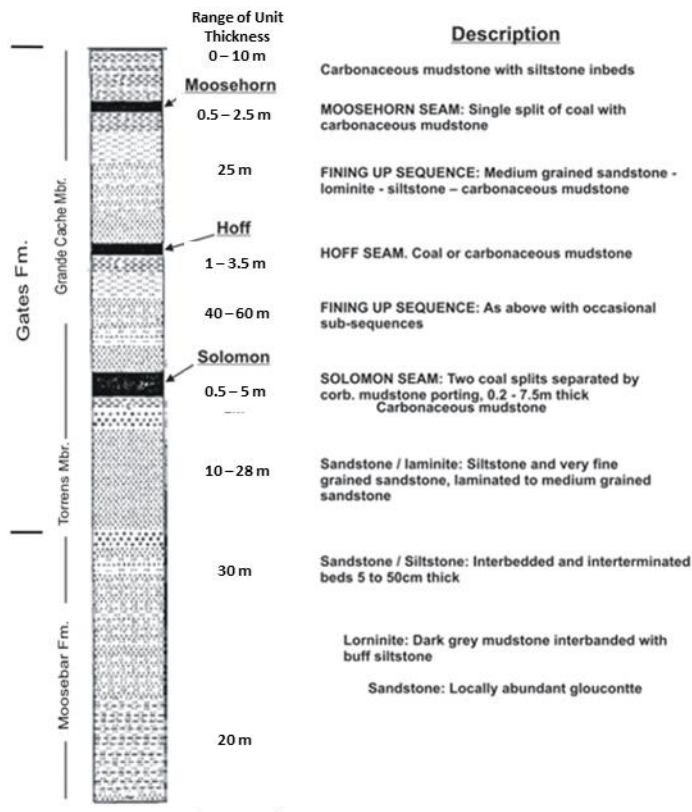 Range of Unit
Thickness
Description
0 – 10 m
Carbonaceous mudstone with siltstone inbeds
Moosehorn
0.5 – 2.5 m
MOOSEHORN SEAM: Single split of coal with
carbonaceous mudstone
25 m
FINING UP SEQUENCE: Medium grained sandstone -
lominite - siltstone – carbonaceous mudstone
Grande Cache Mbr.
Gates Fm.
Hoff
1 – 3.5 m
HOFF SEAM. Coal or carbonaceous mudstone
40 – 60 m
FINING UP SEQUENCE: As above with occasional
sub-sequences
Solomon
0.5 – 5 m
SOLOMON SEAM: Two coal splits separated by
corb. mudstone porting, 0.2 - 7.5m thick
Carbonaceous mudstone
Torrens Mbr.
10 – 28 m
Sandstone / laminite: Siltstone and very fine
grained sandstone, laminated to medium grained
sandstone
30 m
Sandstone / Siltstone: Interbedded and interterminated
beds 5 to 50cm thick
Moosebar Fm.
Lorninite: Dark grey mudstone interbanded with
buff siltstone
Sandstone: Locally abundant gloucontte
20 m